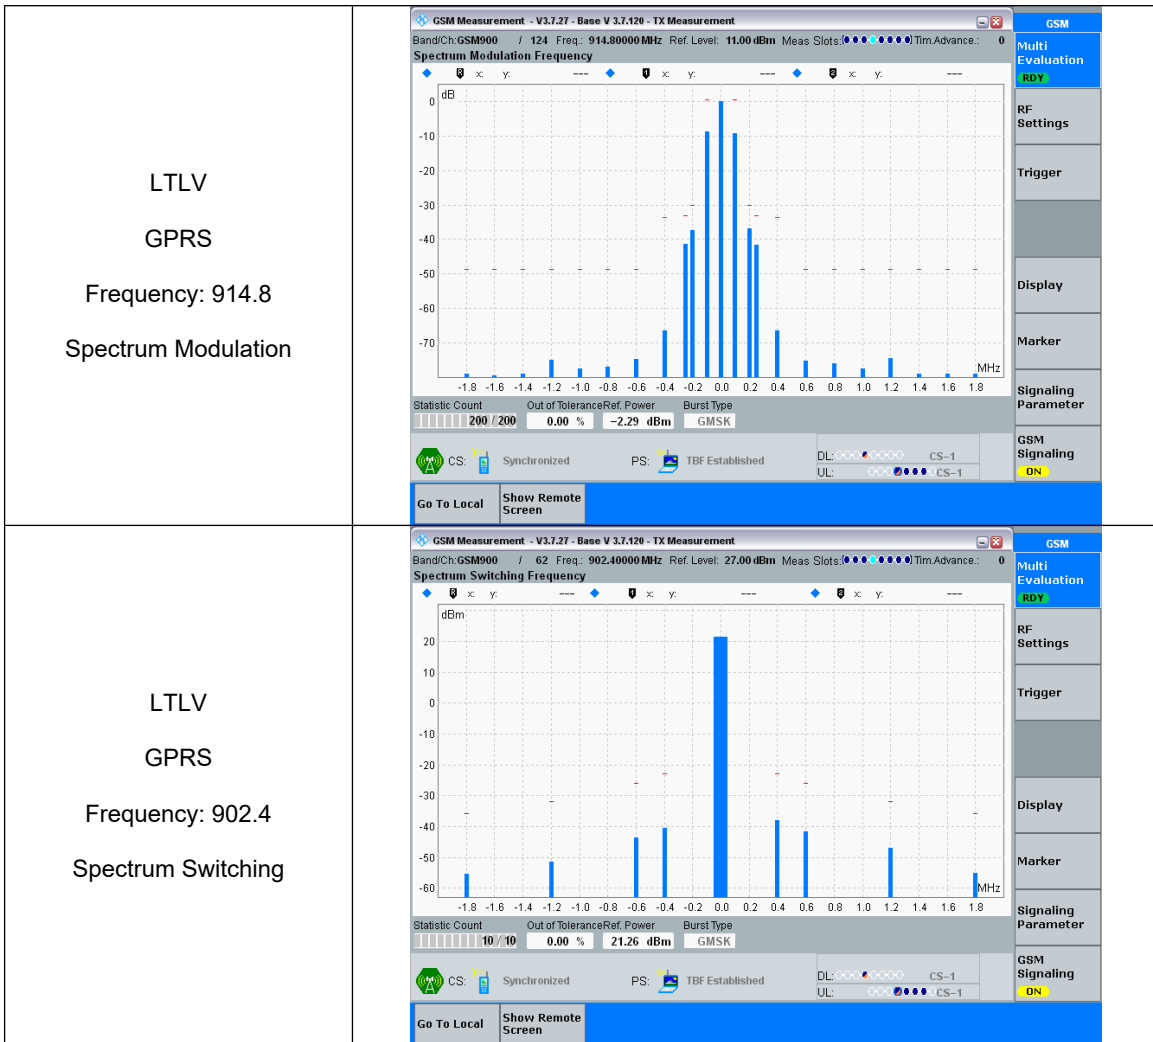 LTLV
GPRS
Frequency: 914.8
Spectrum Modulation
GSM Measurement - V3.7.27 - Base V 3.7.120 - TX Measurement
Band/Ch:GSM900 / 124 Freq.: 914.80000 MHz Ref. Level: 11.00 dBm Meas Slots: Tim.Advance.: 0
Spectrum Modulation Frequency
R x: y: --- 1 x: y: --- 2 x: y: ---
dB
0
-10
-20
-30
-40
-50
-60
-70
MHz
-1.8 -1.6 -1.4 -1.2 -1.0 -0.8 -0.6 -0.4 -0.2 0.0 0.2 0.4 0.6 0.8 1.0 1.2 1.4 1.6 1.8
Statistic Count Out of Tolerance Ref. Power Burst Type
200 / 200 0.00 % −2.29 dBm GMSK
CS: Synchronized PS: TBF Established
DL: CS-1
UL: CS-1
Go To Local Show Remote Screen
GSM
Multi Evaluation
RDY
RF Settings
Trigger
Display
Marker
Signaling Parameter
GSM Signaling
ON
LTLV
GPRS
Frequency: 902.4
Spectrum Switching
GSM Measurement - V3.7.27 - Base V 3.7.120 - TX Measurement
Band/Ch:GSM900 / 62 Freq.: 902.40000 MHz Ref. Level: 27.00 dBm Meas Slots: Tim.Advance.: 0
Spectrum Switching Frequency
R x: y: --- 1 x: y: --- 2 x: y: ---
dBm
20
10
0
-10
-20
-30
-40
-50
-60
MHz
-1.8 -1.6 -1.4 -1.2 -1.0 -0.8 -0.6 -0.4 -0.2 0.0 0.2 0.4 0.6 0.8 1.0 1.2 1.4 1.6 1.8
Statistic Count Out of Tolerance Ref. Power Burst Type
10 / 10 0.00 % 21.26 dBm GMSK
CS: Synchronized PS: TBF Established
DL: CS-1
UL: CS-1
Go To Local Show Remote Screen
GSM
Multi Evaluation
RDY
RF Settings
Trigger
Display
Marker
Signaling Parameter
GSM Signaling
ON